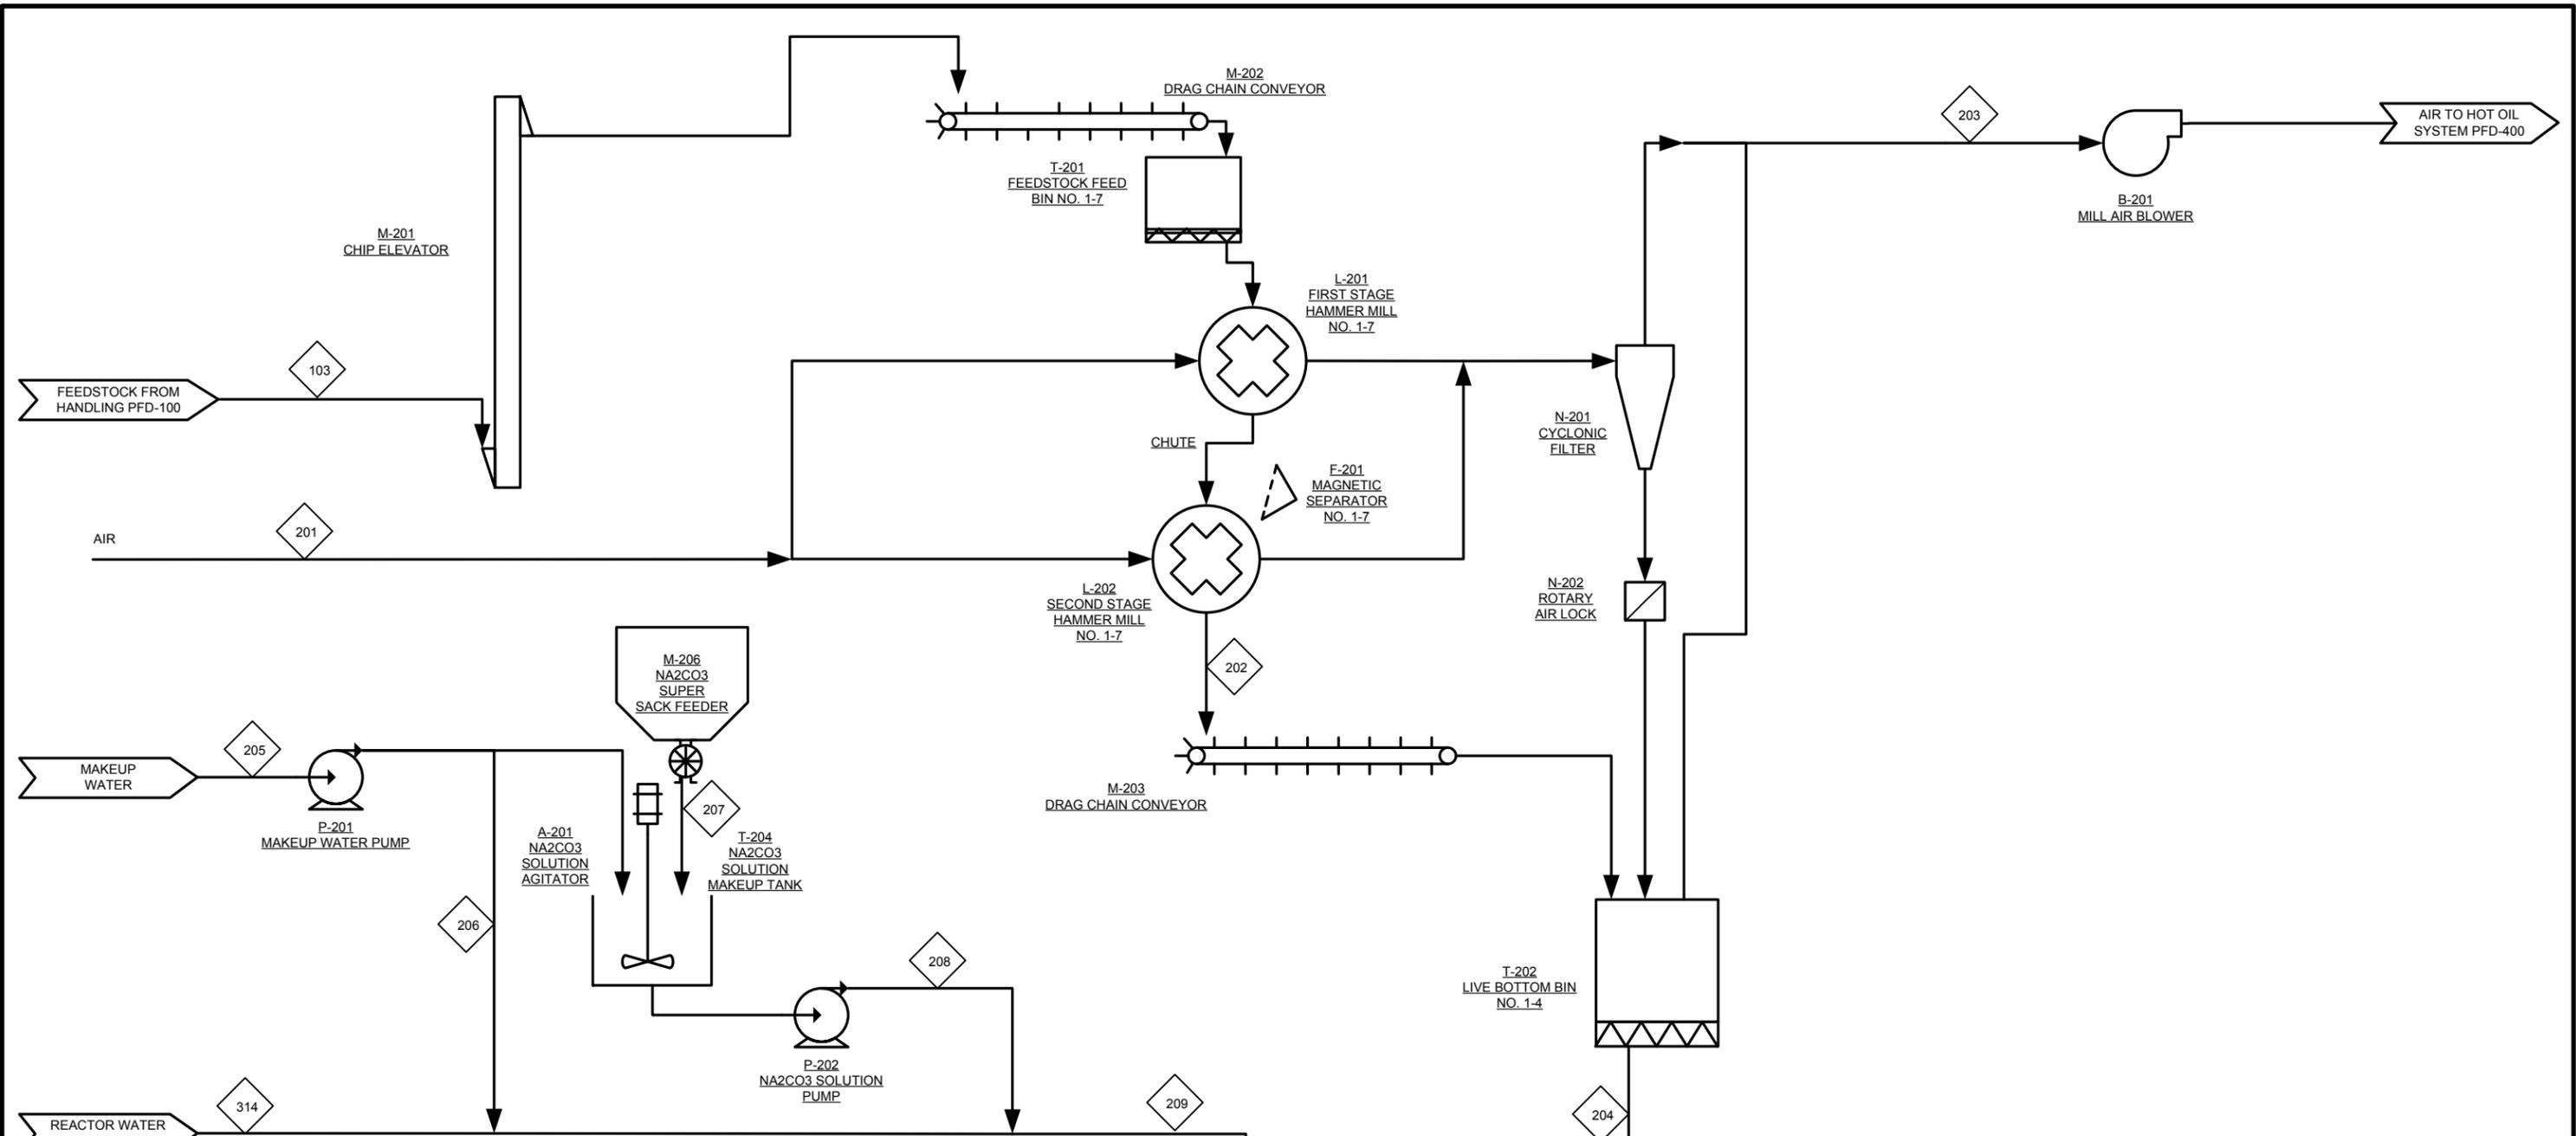 M-202
DRAG CHAIN CONVEYOR
203
AIR TO HOT OIL
SYSTEM PFD-400
T-201
FEEDSTOCK FEED
BIN NO. 1-7
B-201
MILL AIR BLOWER
M-201
CHIP ELEVATOR
L-201
FIRST STAGE
HAMMER MILL
NO. 1-7
103
FEEDSTOCK FROM
HANDLING PFD-100
N-201
CYCLONIC
FILTER
CHUTE
F-201
MAGNETIC
SEPARATOR
NO. 1-7
AIR
201
L-202
SECOND STAGE
HAMMER MILL
NO. 1-7
N-202
ROTARY
AIR LOCK
M-206
NA2CO3
SUPER
SACK FEEDER
202
205
MAKEUP
WATER
P-201
MAKEUP WATER PUMP
207
M-203
DRAG CHAIN CONVEYOR
A-201
NA2CO3
SOLUTION
AGITATOR
T-204
NA2CO3
SOLUTION
MAKEUP TANK
206
208
T-202
LIVE BOTTOM BIN
NO. 1-4
P-202
NA2CO3 SOLUTION
PUMP
314
REACTOR WATER
209
204